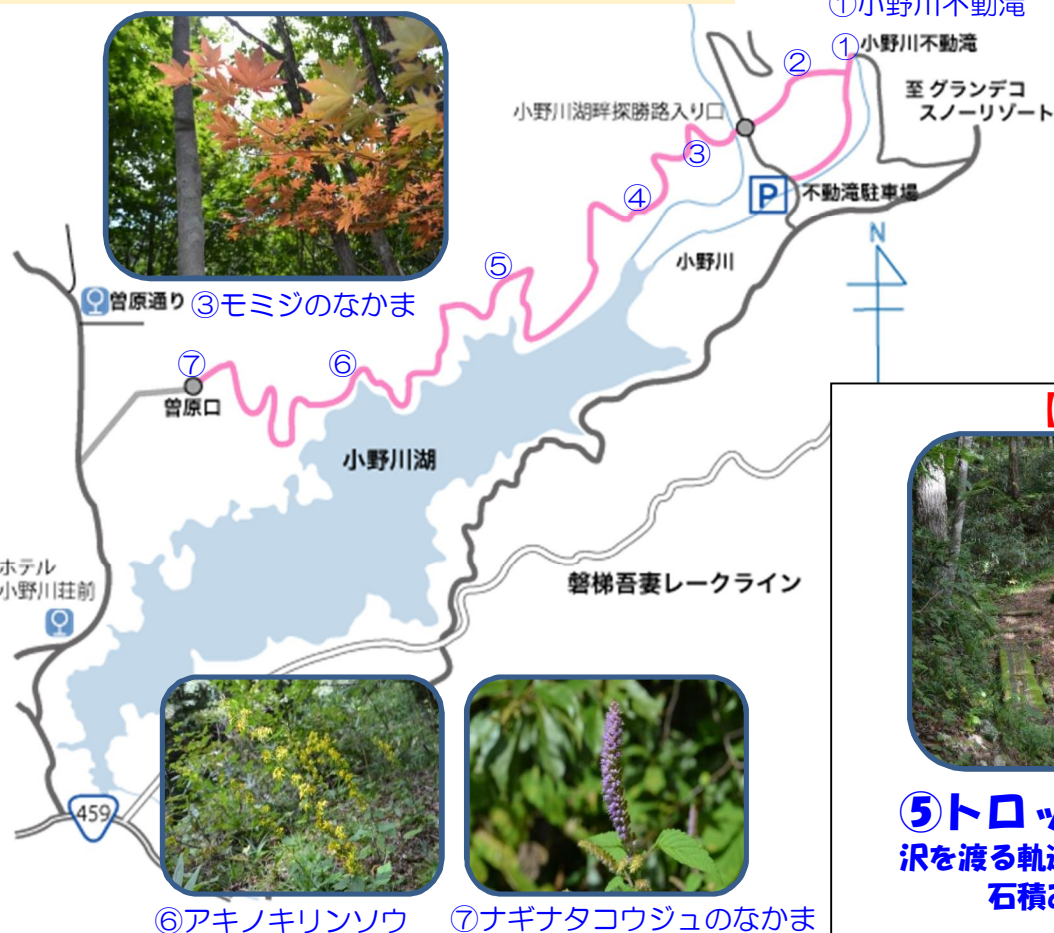 ①小野川不動滝
①
小野川不動滝
②
至 グランデコ
スノーリゾート
小野川湖畔探勝路入り口
③
P
不動滝駐車場
④
N
小野川
⑤
曽原通り
③モミジのなかま
⑥
⑦
曽原口
小野川湖
ホテル
小野川荘前
磐梯吾妻レークライン
459
⑥アキノキリンソウ
⑦ナギナタコウジュのなかま
【
⑤トロッ
沢を渡る軌
石積